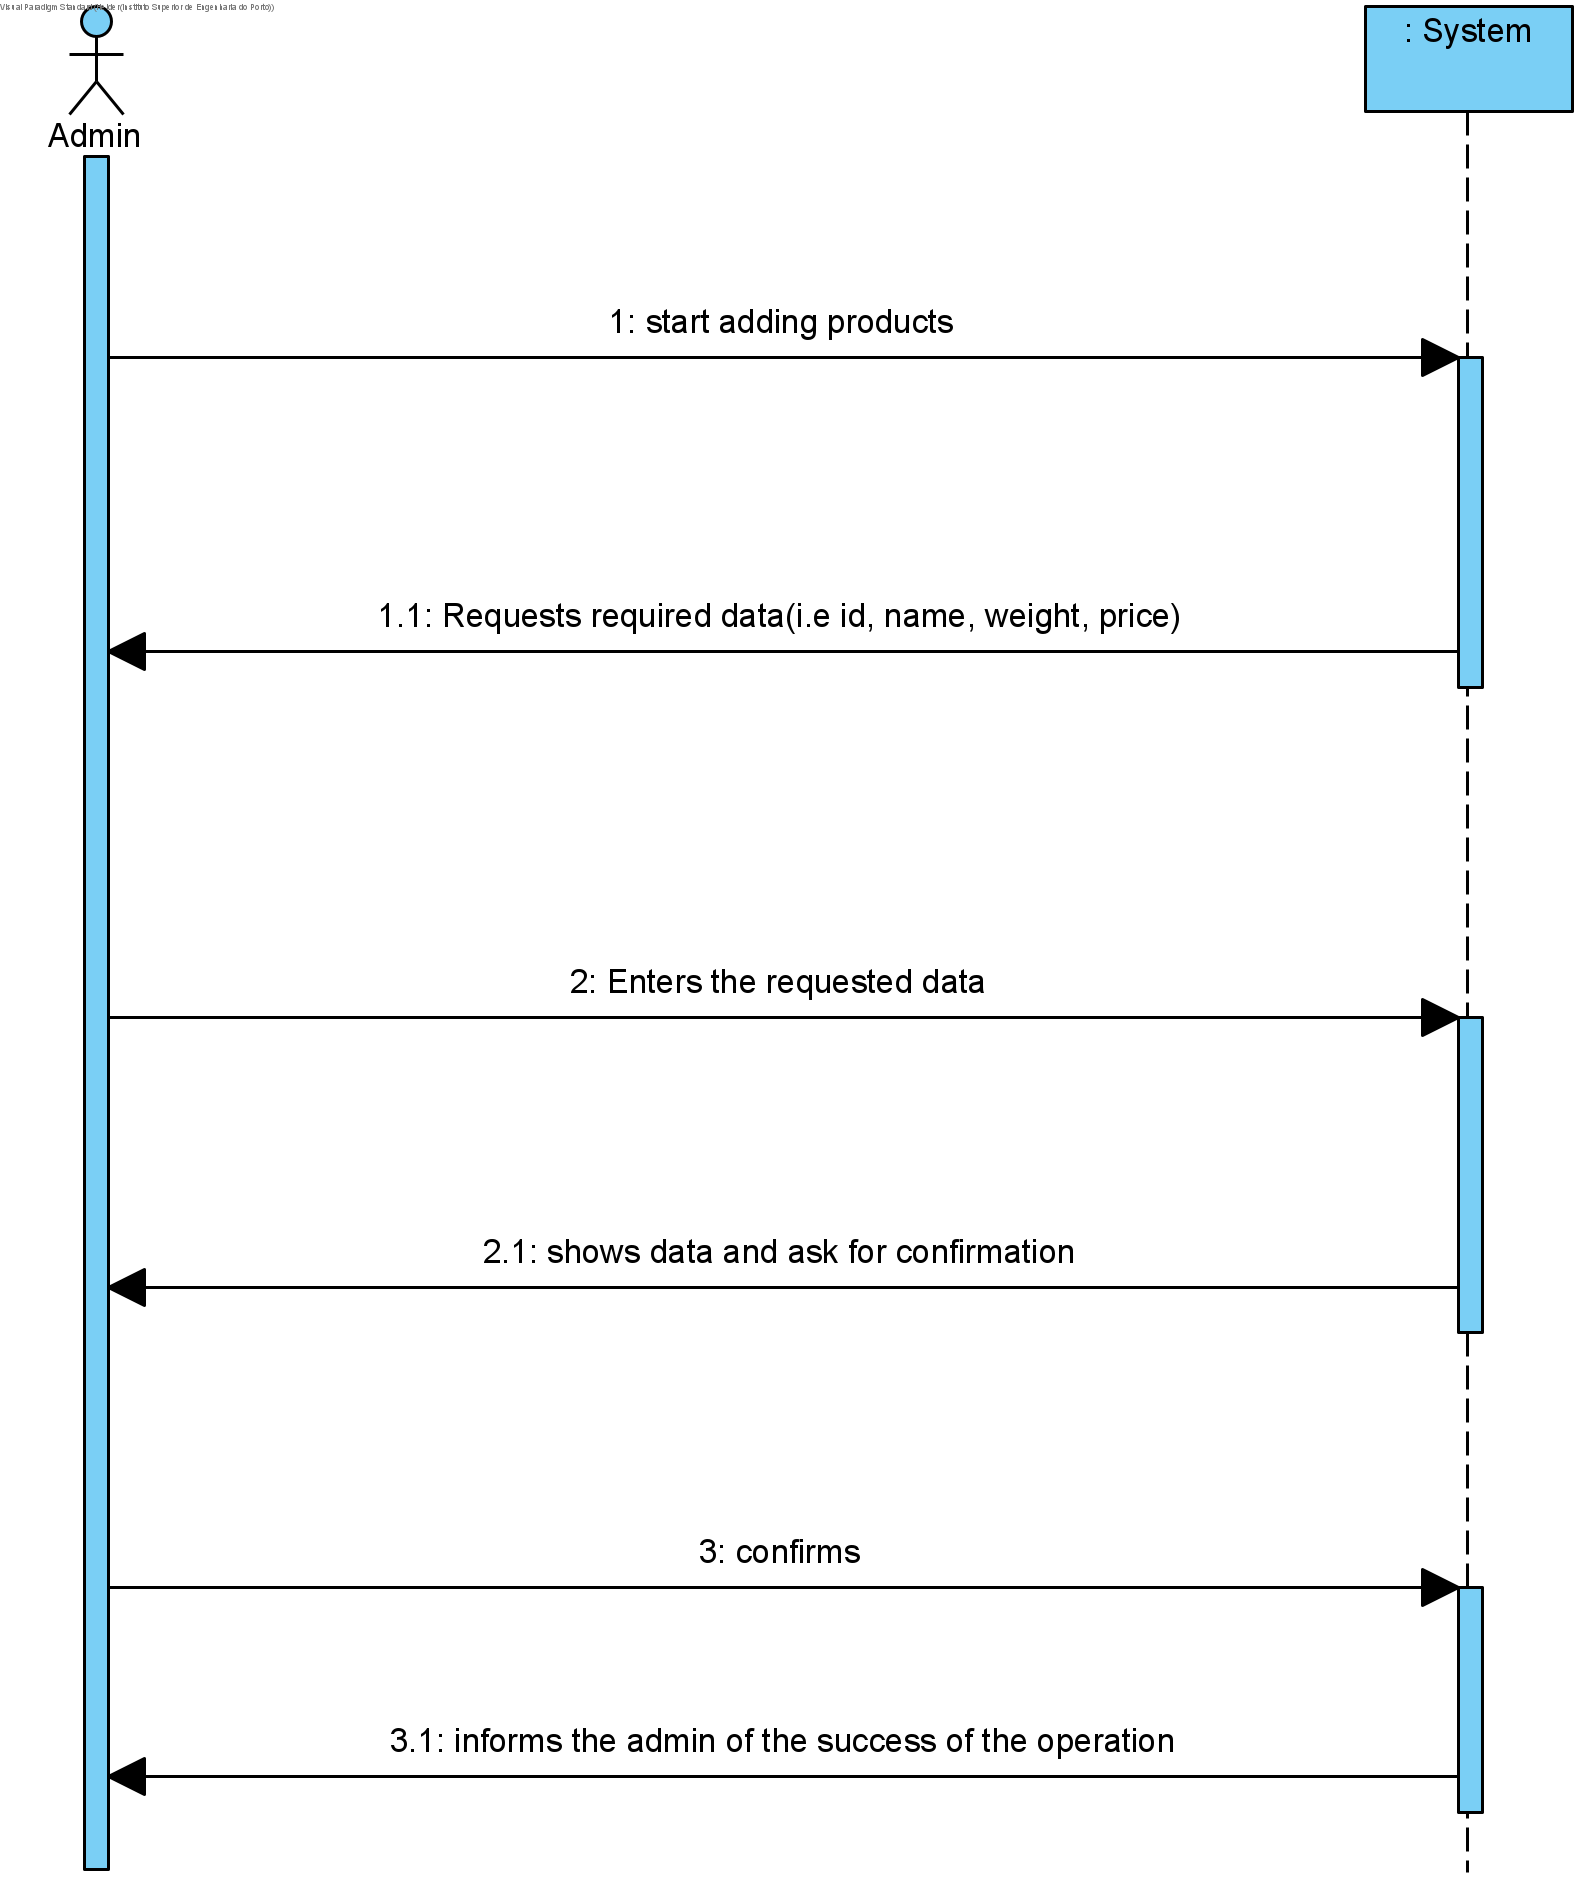 Visual Paradigm Standard(Instituto Superior de Engenharia do Porto))
: System
Admin
1: start adding products
1.1: Requests required data(i.e id, name, weight, price)
2: Enters the requested data
2.1: shows data and ask for confirmation
3: confirms
3.1: informs the admin of the success of the operation